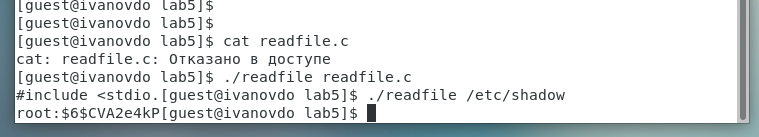 [guest@ivanovdo lab5]$
[guest@ivanovdo lab5]$
[guest@ivanovdo lab5]$ cat readfile.c
cat: readfile.c: Отказано в доступе
[guest@ivanovdo lab5]$ ./readfile readfile.c
#include <stdio.[guest@ivanovdo lab5]$ ./readfile /etc/shadow
root:$6$CVA2e4kP[guest@ivanovdo lab5]$